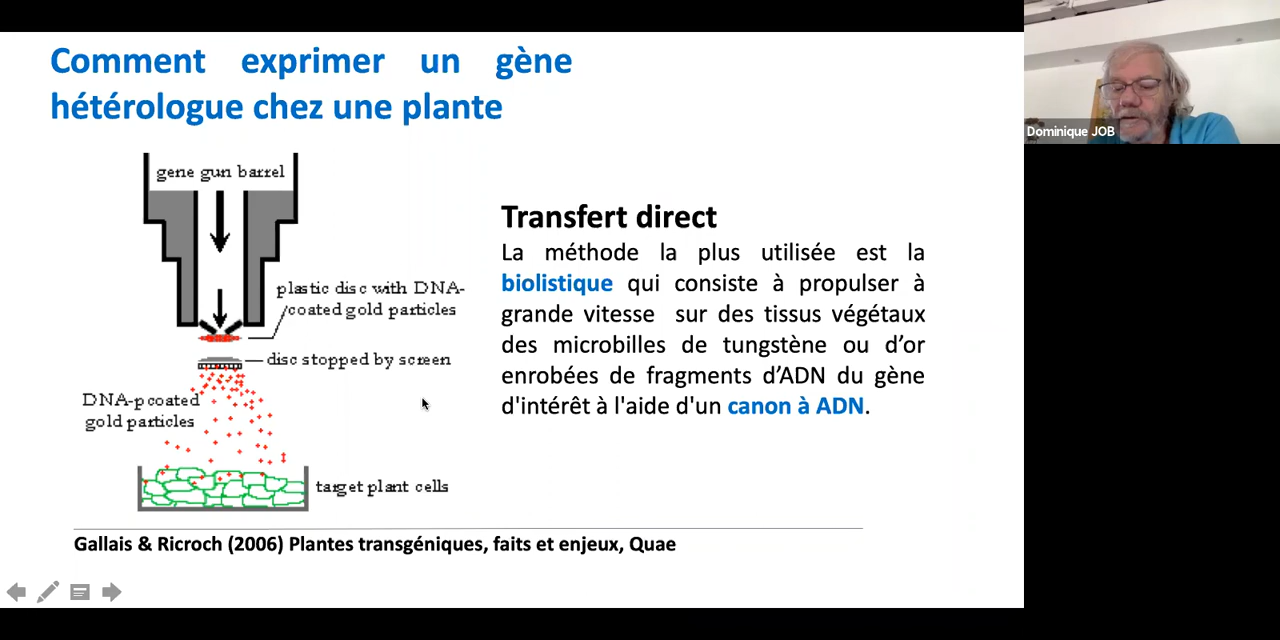 Comment exprimer un gène
hétérologue chez une plante
gene gun barrel
plastic disc with DNA-
coated gold particles
disc stopped by screen
DNA-pcoated
gold particles
target plant cells
Transfert direct
La méthode la plus utilisée est la
biolistique qui consiste à propulser à
grande vitesse sur des tissus végétaux
des microbilles de tungstène ou d’or
enrobées de fragments d’ADN du gène
d'intérêt à l'aide d'un canon à ADN.
Gallais & Ricroch (2006) Plantes transgéniques, faits et enjeux, Quae
Dominique JOB